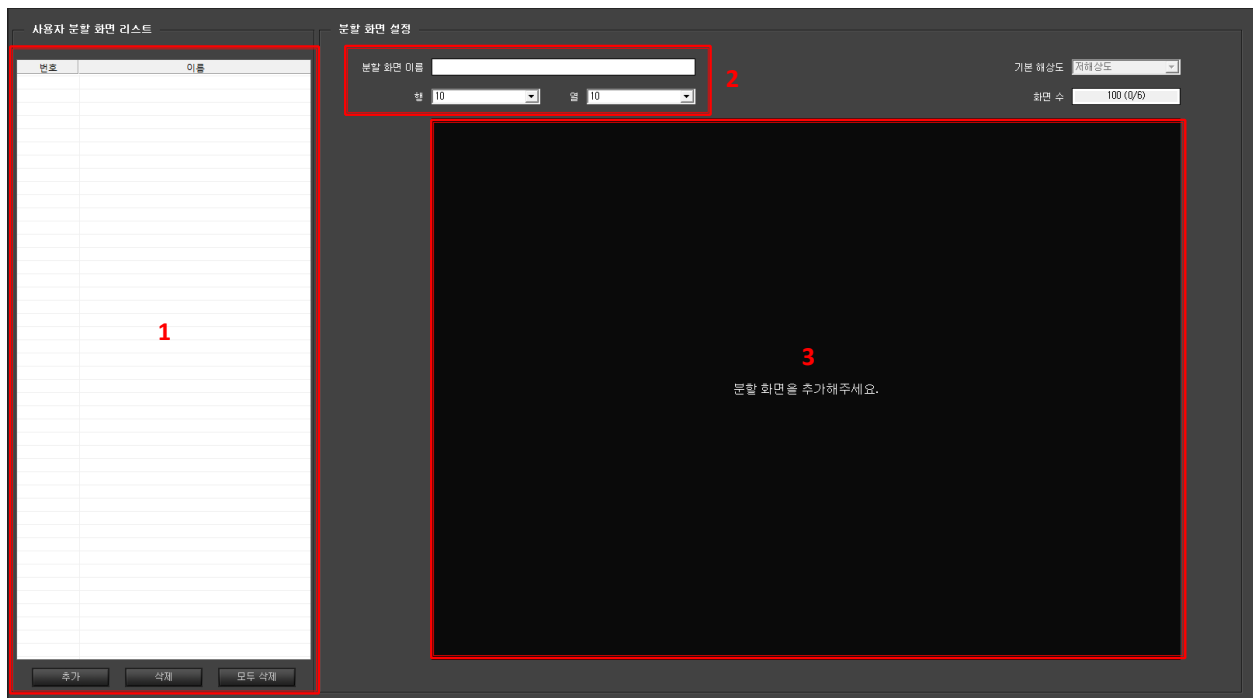 사용자 분할 화면 리스트
번호 이름
1
추가 삭제 모두 삭제
분할 화면 설정
분할 화면 이름
2
기본 해상도 저해상도
행 10 열 10
화면 수 100 (0/6)
3
분할 화면을 추가해주세요.